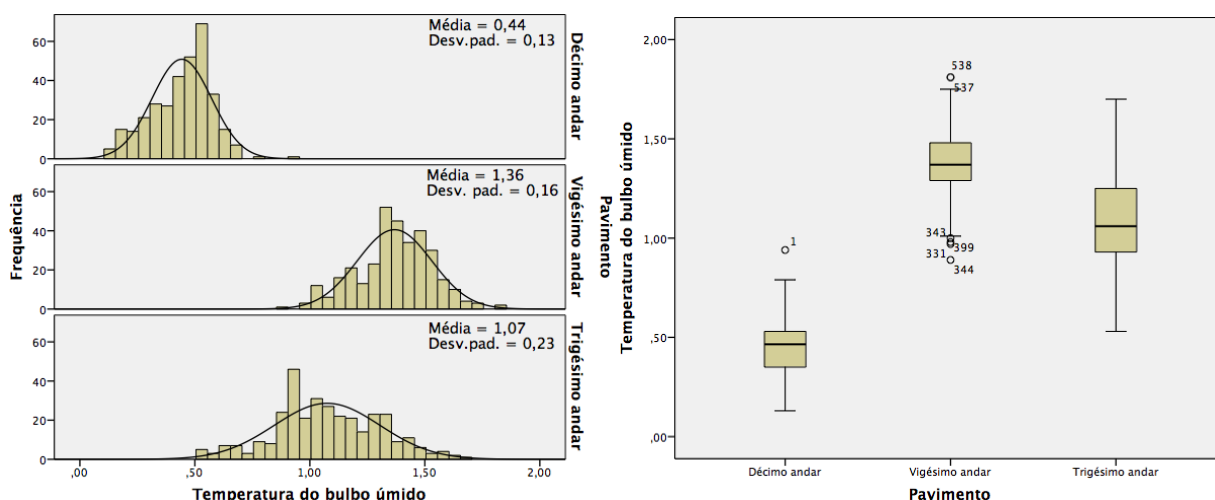 Média = 0,44
Desv.pad. = 0,13
60
40
20
0
Décimo andar
Média = 1,36
Desv. pad. = 0,16
60
40
20
0
Vigésimo andar
Média = 1,07
Desv.pad. = 0,23
60
40
20
0
Trigésimo andar
Frequência
Pavimento
,00
,50
1,00
1,50
2,00
Temperatura do bulbo úmido
Temperatura do bulbo úmido
2,00
1,50
1,00
,50
,00
1
538
537
343
399
331
344
Décimo andar
Vigésimo andar
Trigésimo andar
Pavimento